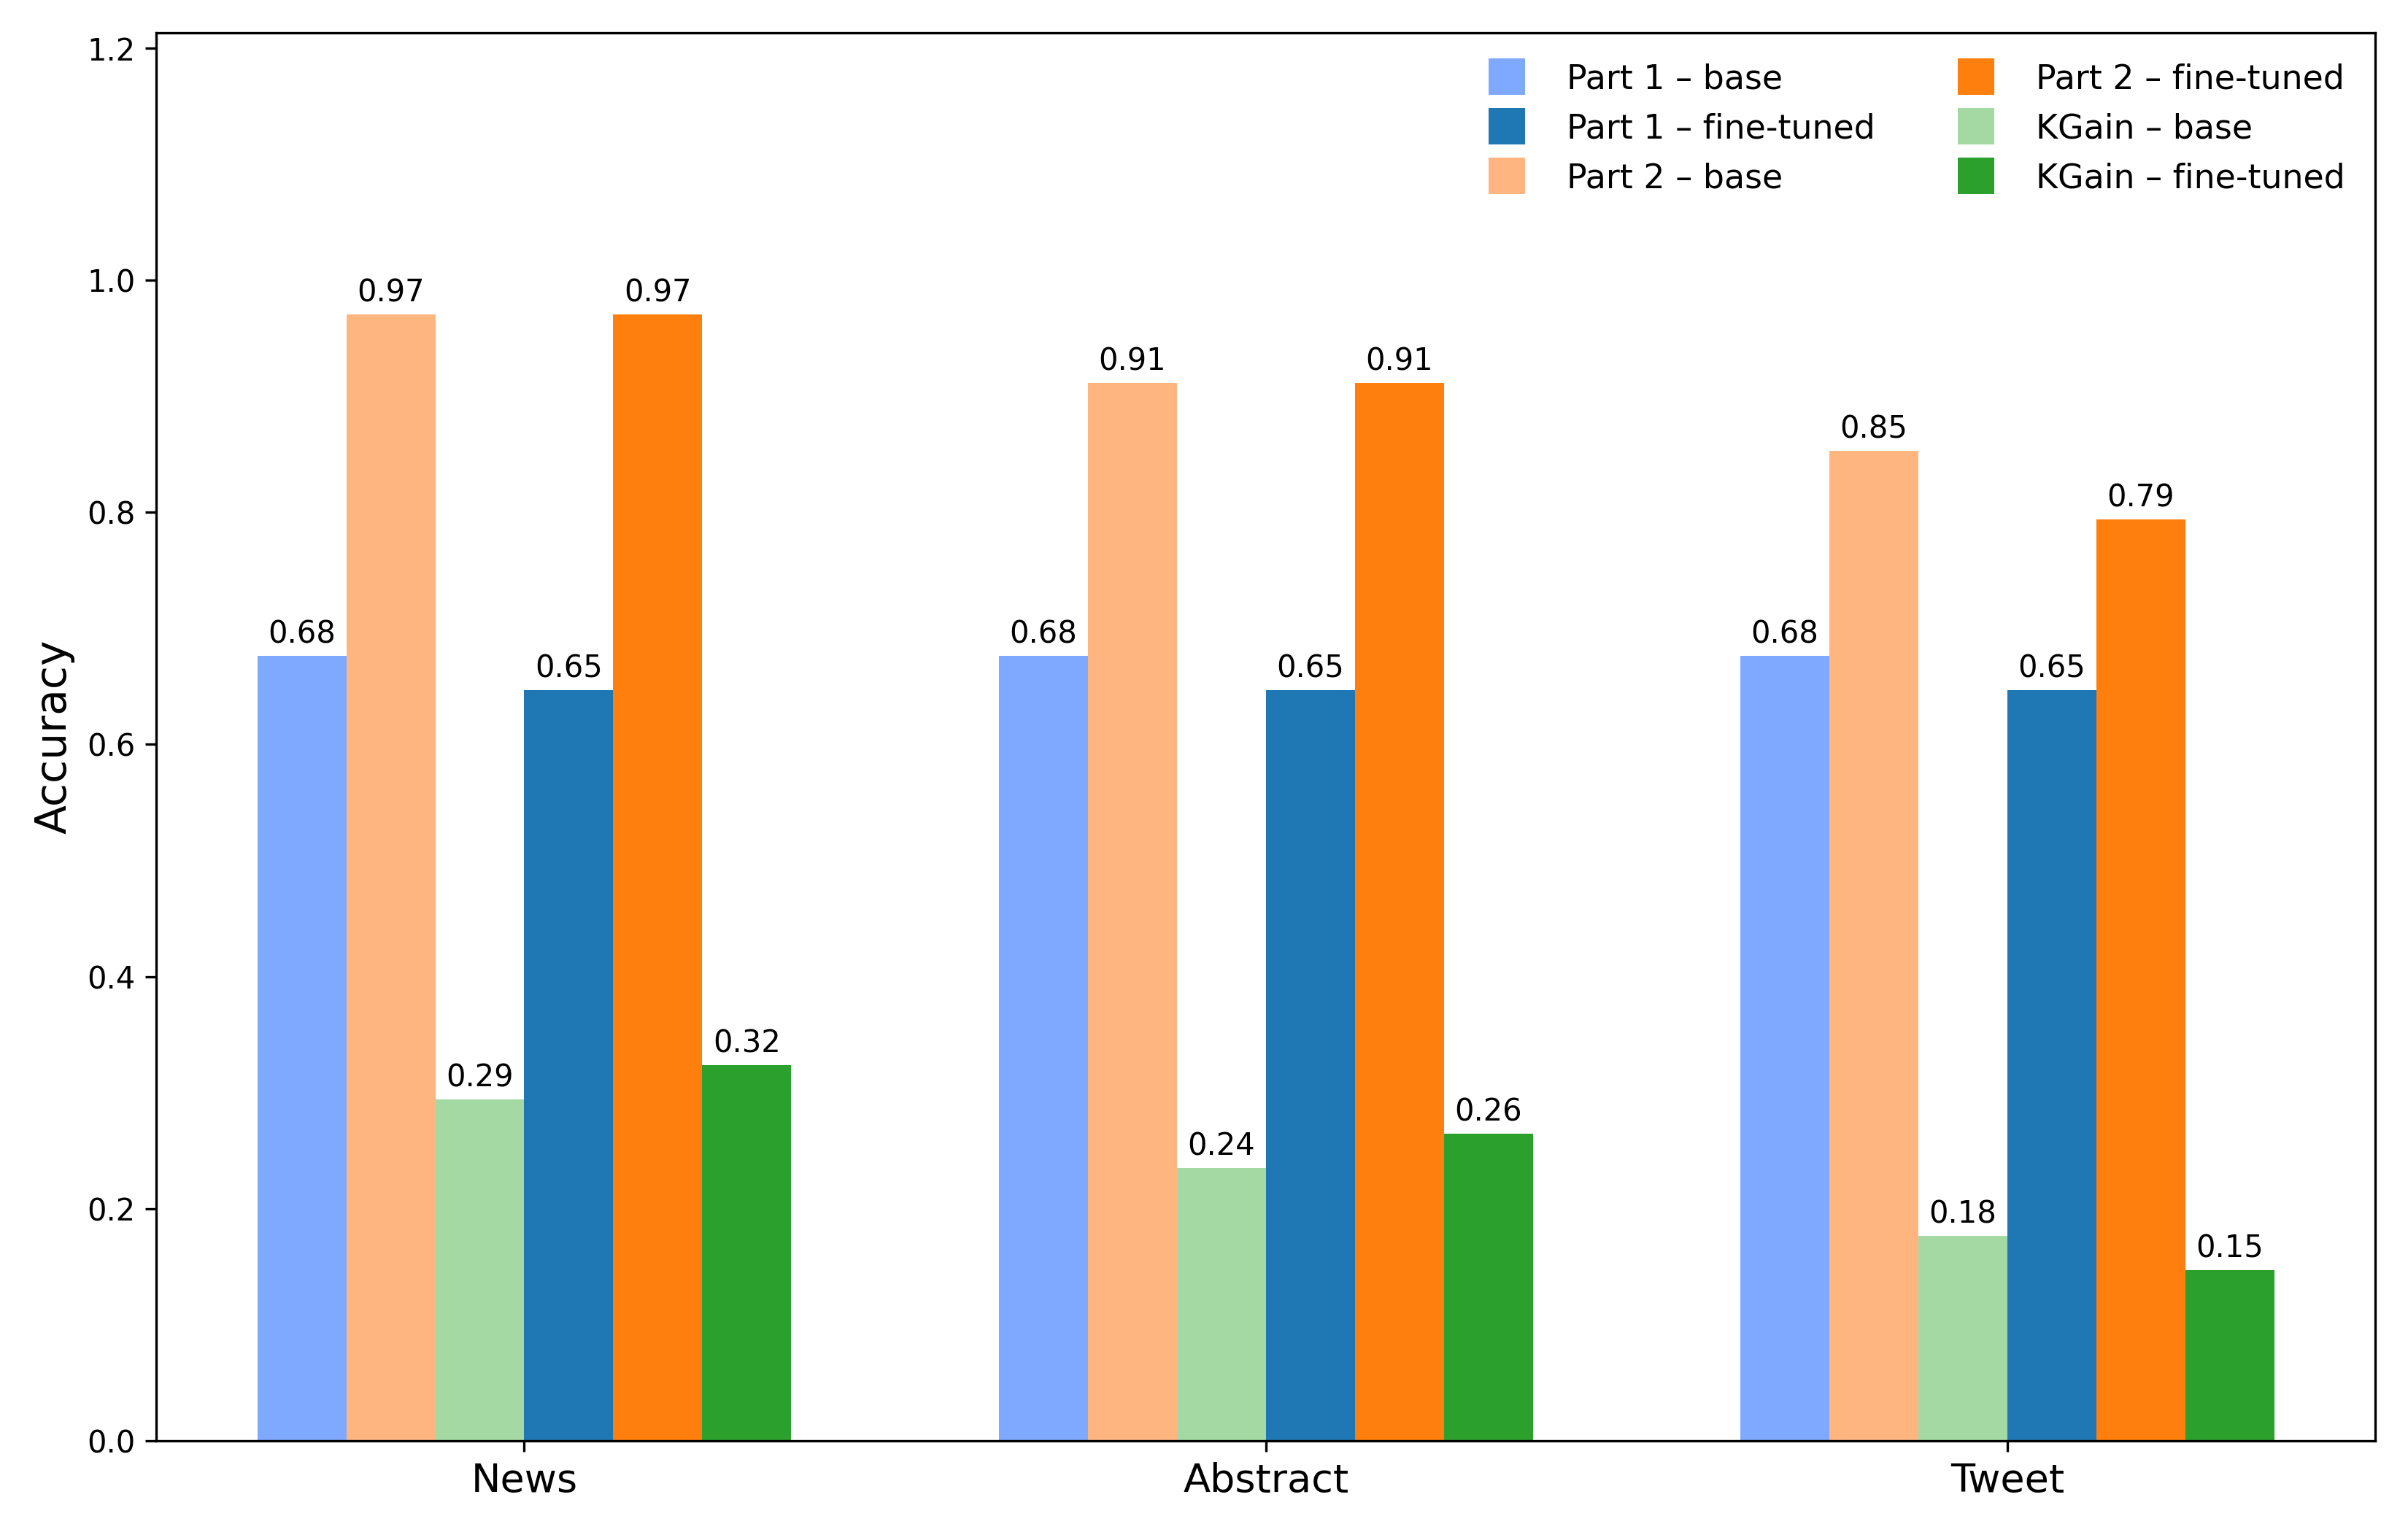 Accuracy
1.2
1.0
0.8
0.6
0.4
0.2
0.0
Part 1 – base
Part 1 – fine-tuned
Part 2 – base
Part 2 – fine-tuned
KGain – base
KGain – fine-tuned
0.68
0.97
0.29
0.65
0.97
0.32
0.68
0.91
0.24
0.65
0.91
0.26
0.68
0.85
0.18
0.65
0.79
0.15
News
Abstract
Tweet